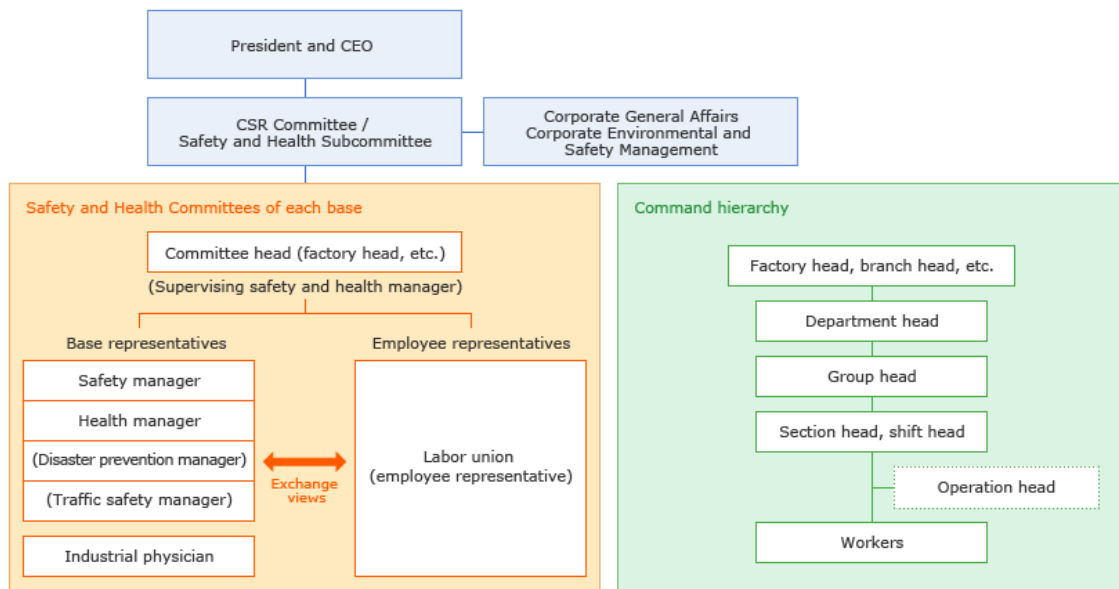 President and CEO
CSR Committee /
Safety and Health Subcommittee
Corporate General Affairs
Corporate Environmental and
Safety Management
Safety and Health Committees of each base
Committee head (factory head, etc.)
(Supervising safety and health manager)
Base representatives
Safety manager
Health manager
(Disaster prevention manager)
(Traffic safety manager)
Industrial physician
Exchange
views
Employee representatives
Labor union
(employee representative)
Command hierarchy
Factory head, branch head, etc.
Department head
Group head
Section head, shift head
Operation head
Workers